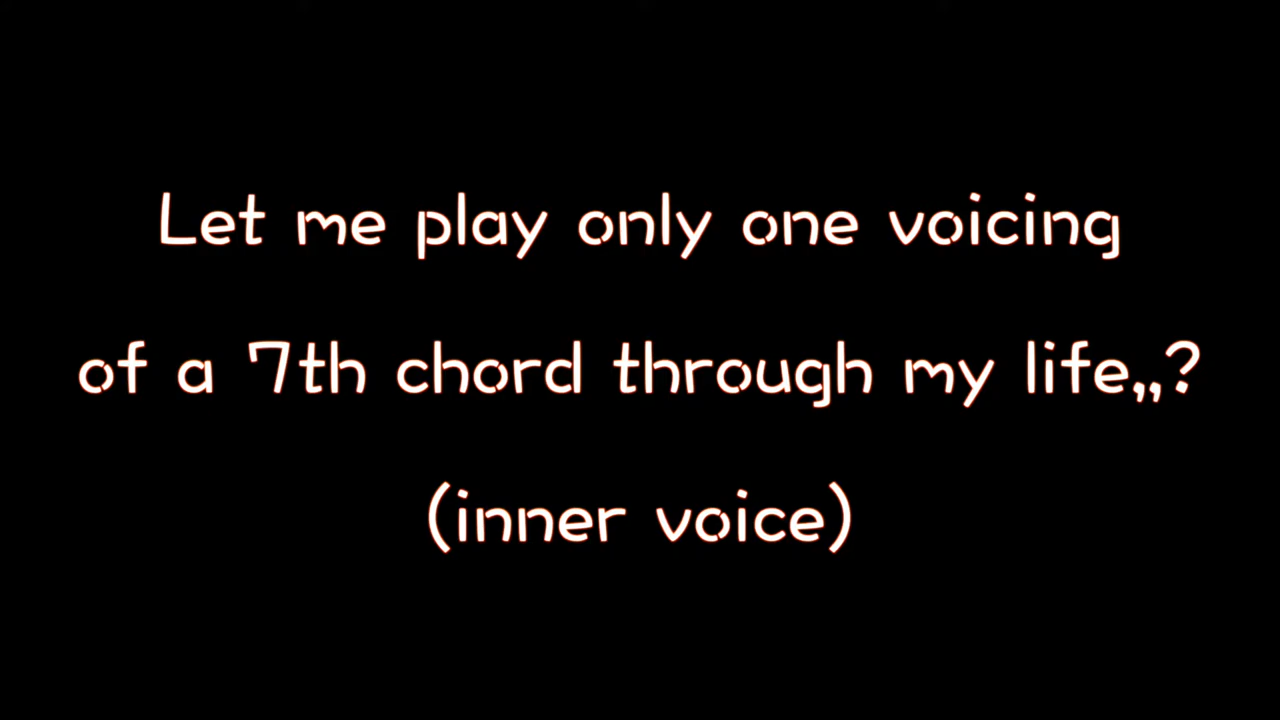 Let me play only one voicing
of a 7th chord through my life,,?
(inner voice)